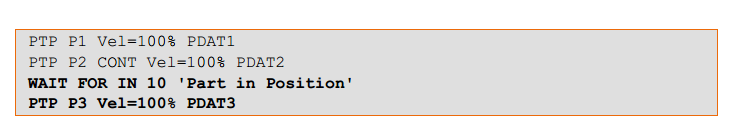 PTP P1 Vel=100% PDAT1
PTP P2 CONT Vel=100% PDAT2
WAIT FOR IN 10 'Part in Position'
PTP P3 Vel=100% PDAT3